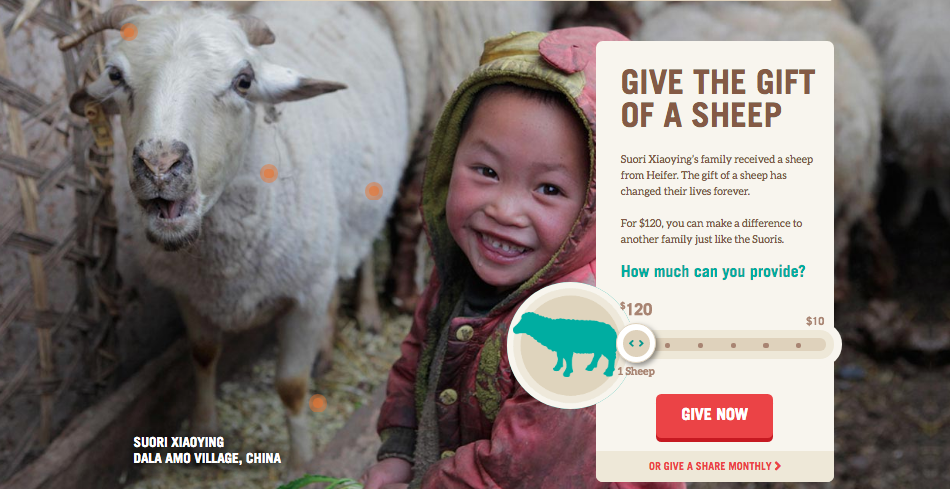 GIVE THE GIFT
OF A SHEEP
Suori Xiaoying's family received a sheep
from Heifer. The gift of a sheep has
changed their lives forever.
For $120, you can make a difference to
another family just like the Suoris.
How much can you provide?
$120
$10
1 Sheep
GIVE NOW
OR GIVE A SHARE MONTHLY
SUORI XIAOYING
DALA AMO VILLAGE, CHINA